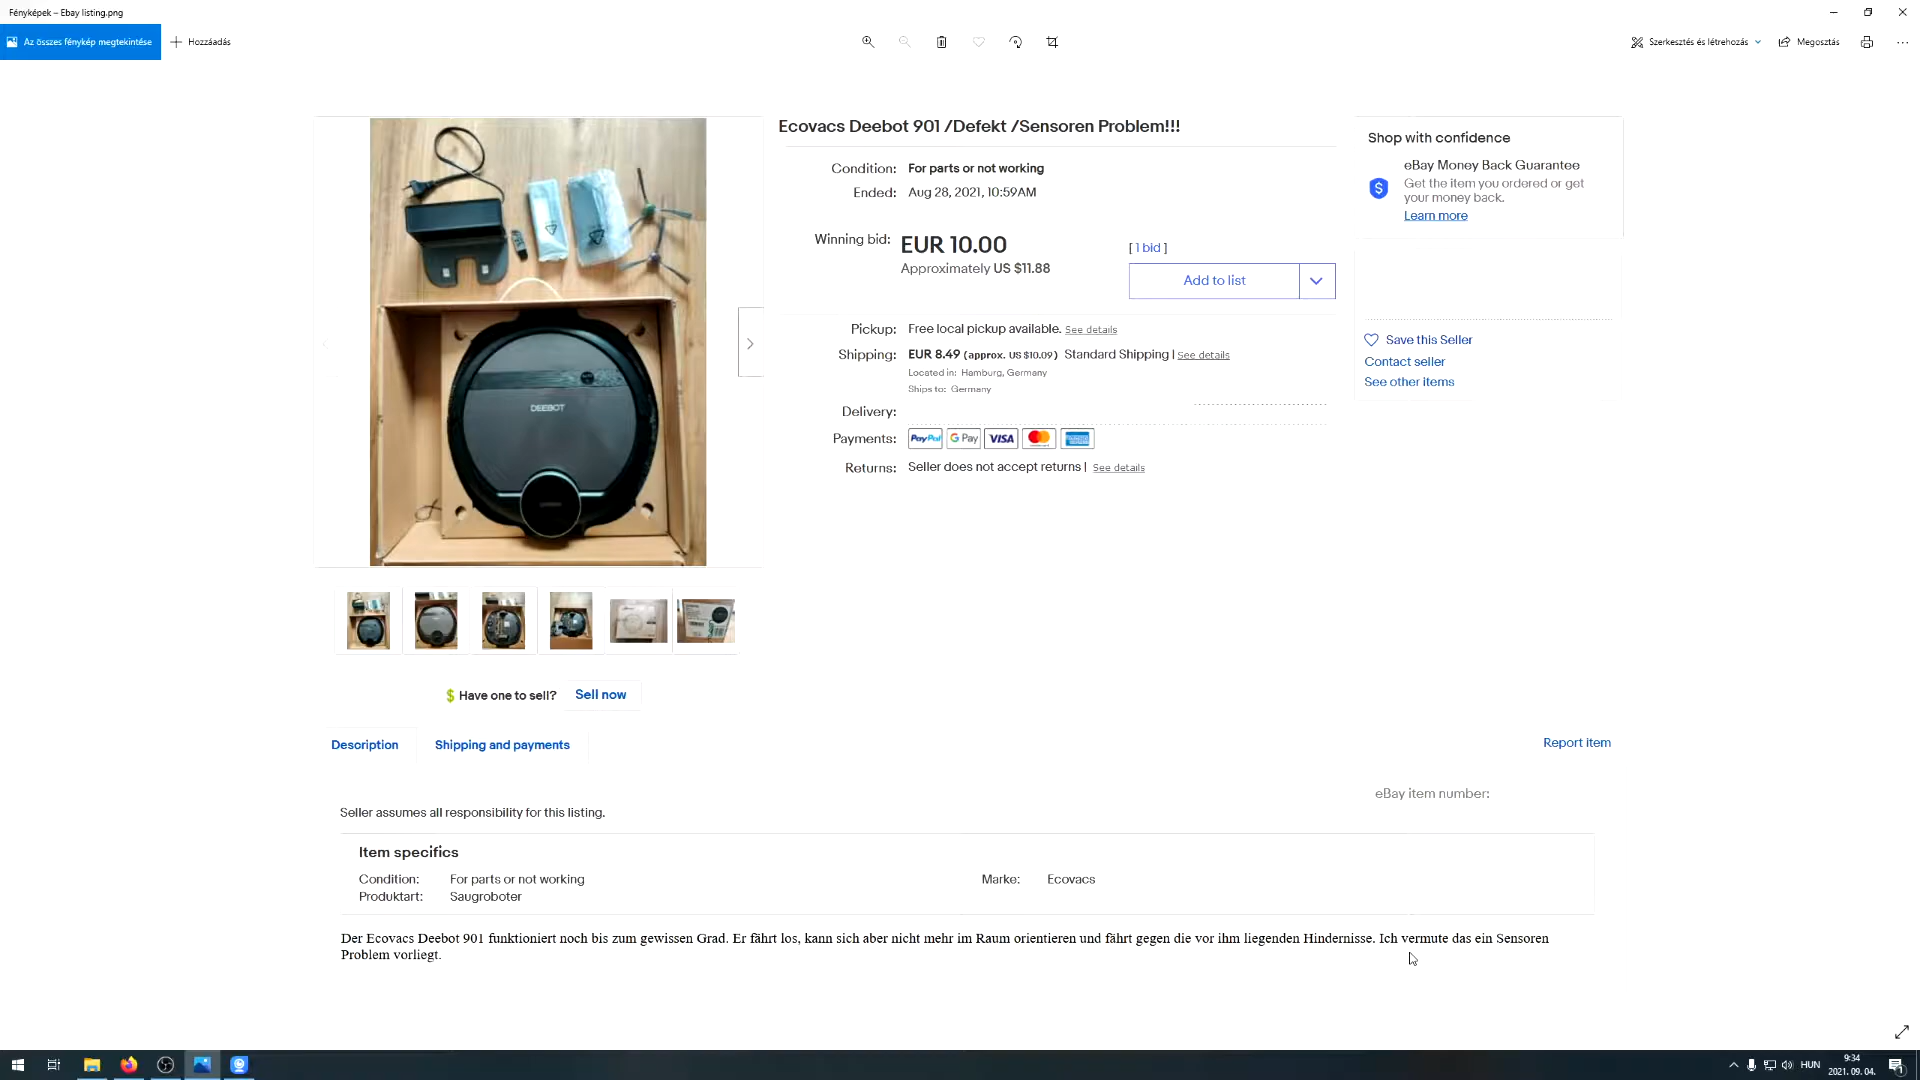 Fényképek – Ebay listing.png
Az összes fénykép megtekintése
Hozzáadás
Szerkesztés és létrehozás
Megosztás
Ecovacs Deebot 901 /Defekt /Sensoren Problem!!!
Condition: For parts or not working
Ended: Aug 28, 2021, 10:59AM
Winning bid: EUR 10.00
[ 1 bid ]
Approximately US $11.88
Add to list
Pickup: Free local pickup available. See details
Shipping: EUR 8.49 (approx. US $10.09) Standard Shipping | See details
Located in: Hamburg, Germany
Ships to: Germany
Delivery:
Payments: PayPal G Pay VISA
Returns: Seller does not accept returns | See details
Shop with confidence
eBay Money Back Guarantee
Get the item you ordered or get
your money back.
Learn more
Save this Seller
Contact seller
See other items
DEEBOT
Have one to sell? Sell now
Description
Shipping and payments
Report item
eBay item number:
Seller assumes all responsibility for this listing.
Item specifics
Condition: For parts or not working
Marke: Ecovacs
Produktart: Saugroboter
Der Ecovacs Deebot 901 funktioniert noch bis zum gewissen Grad. Er fährt los, kann sich aber nicht mehr im Raum orientieren und fährt gegen die vor ihm liegenden Hindernisse. Ich vermute das ein Sensoren
Problem vorliegt.
HUN
9:34
2021. 09. 04.